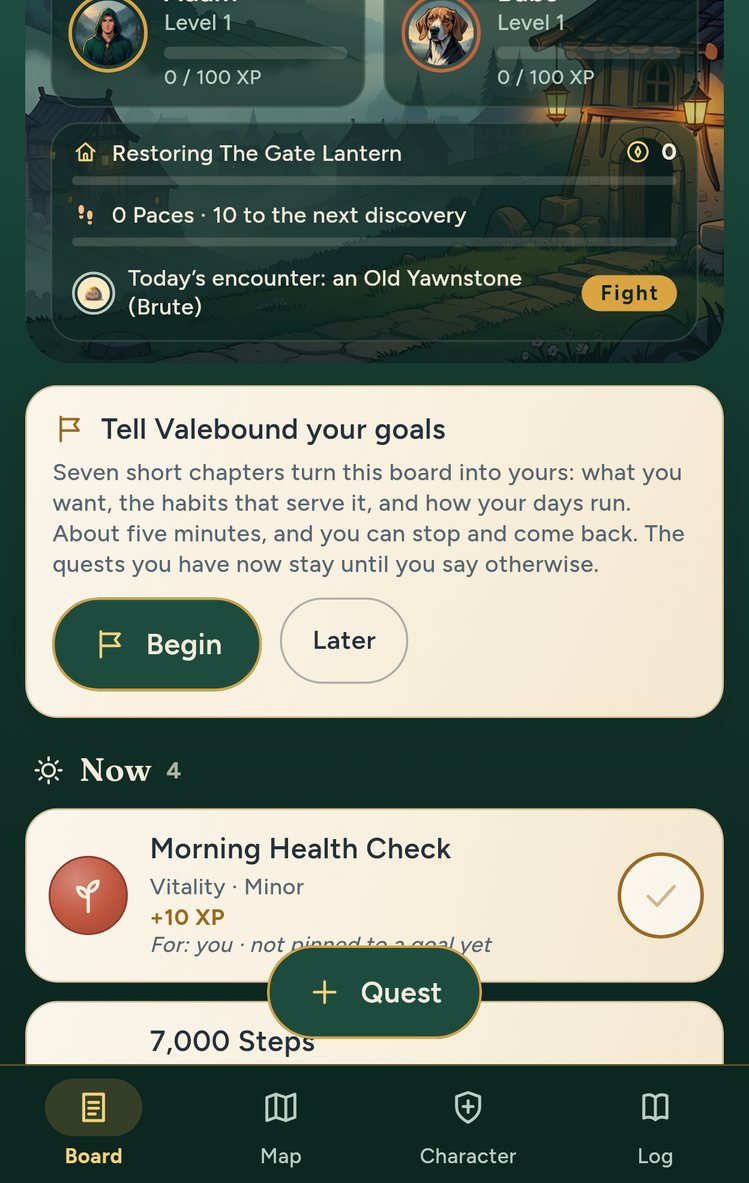 Level 1
0 / 100 XP
Level 1
0 / 100 XP
Restoring The Gate Lantern
0
0 Paces · 10 to the next discovery
Today’s encounter: an Old Yawnstone
(Brute)
Fight
Tell Valebound your goals
Seven short chapters turn this board into yours: what you
want, the habits that serve it, and how your days run.
About five minutes, and you can stop and come back. The
quests you have now stay until you say otherwise.
Begin
Later
Now 4
Morning Health Check
Vitality · Minor
+10 XP
For: you · not pinned to a goal yet
Quest
7,000 Steps
Board
Map
Character
Log